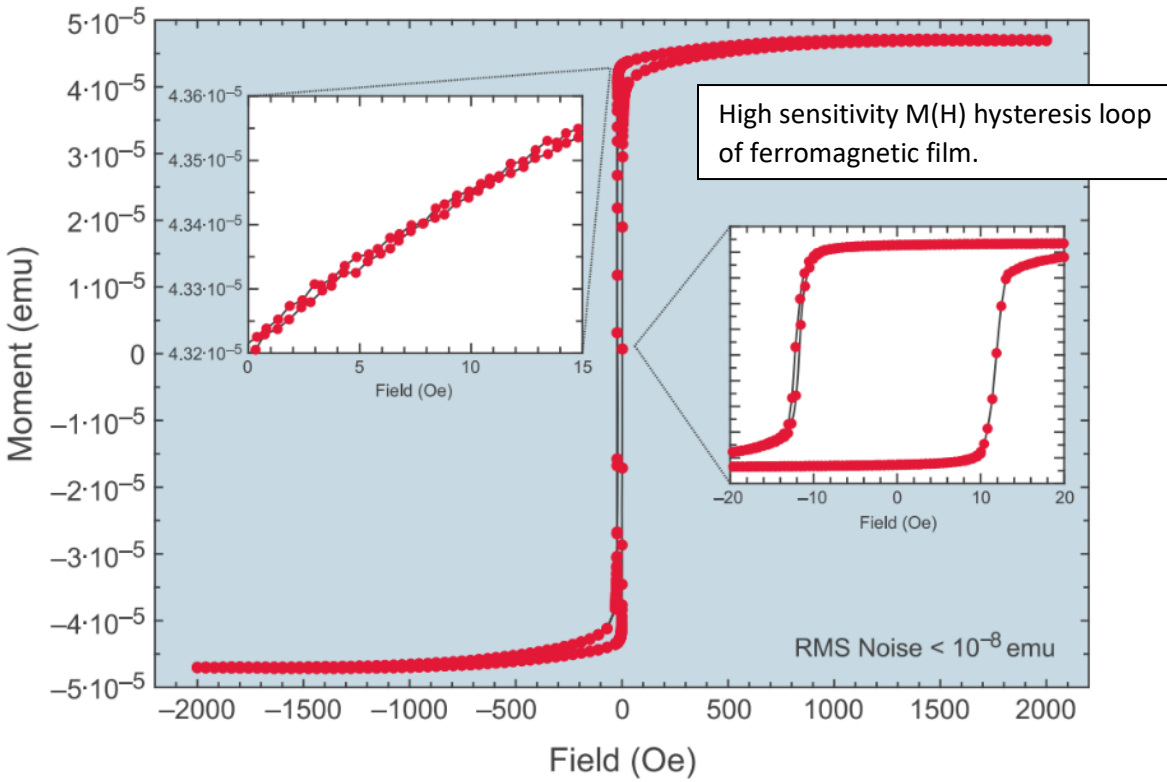 5·10⁻⁵
4·10⁻⁵
3·10⁻⁵
2·10⁻⁵
1·10⁻⁵
0
−1·10⁻⁵
−2·10⁻⁵
−3·10⁻⁵
−4·10⁻⁵
−5·10⁻⁵
Moment (emu)
−2000 −1500 −1000 −500 0 500 1000 1500 2000
Field (Oe)
4.36·10⁻⁵
4.35·10⁻⁵
4.34·10⁻⁵
4.33·10⁻⁵
4.32·10⁻⁵
0 5 10 15
Field (Oe)
High sensitivity M(H) hysteresis loop
of ferromagnetic film.
−20 −10 0 10 20
Field (Oe)
RMS Noise < 10⁻⁸ emu